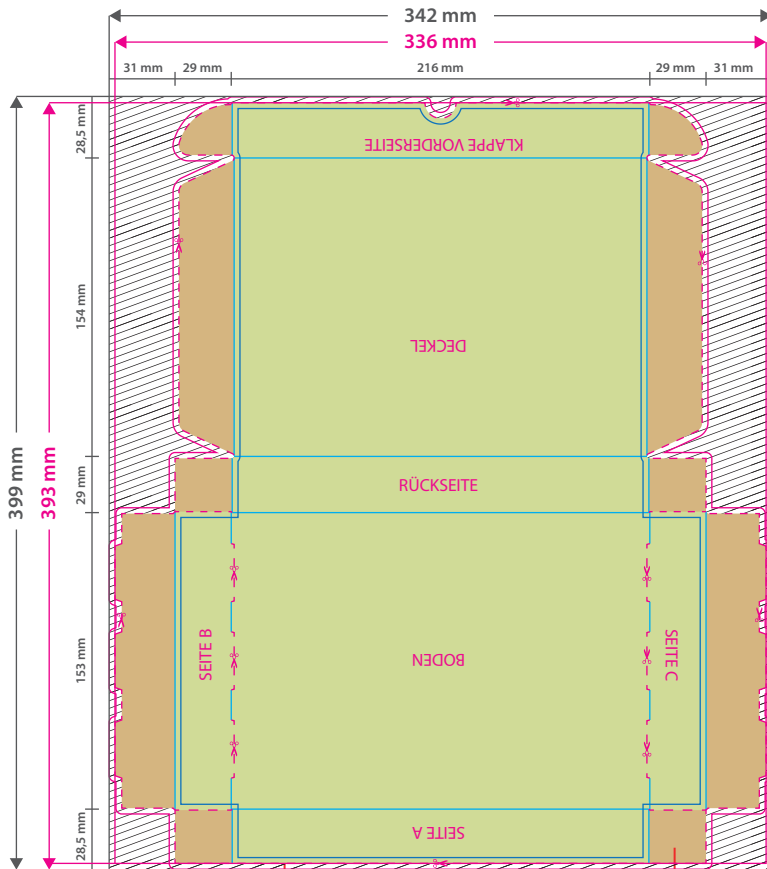 342 mm
336 mm
31 mm
29 mm
216 mm
29 mm
31 mm
399 mm
393 mm
28,5 mm
154 mm
29 mm
153 mm
28,5 mm
KLAPPE VORDERSEITE
DECKEL
RÜCKSEITE
SEITE B
BODEN
SEITE C
SEITE A